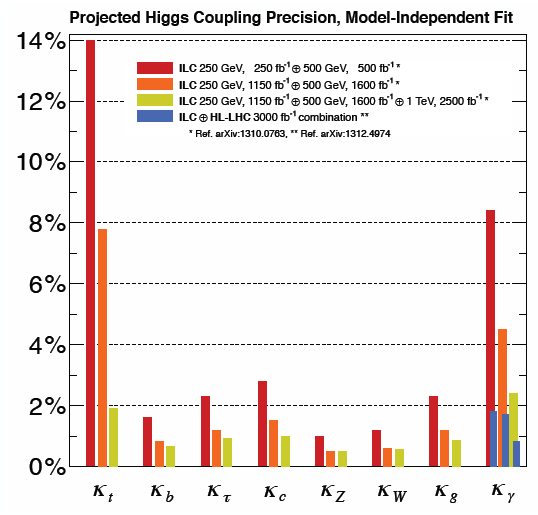 Projected Higgs Coupling Precision, Model-Independent Fit
14%
12%
10%
8%
6%
4%
2%
0%
ILC 250 GeV, 250 fb⁻¹⊕ 500 GeV, 500 fb⁻¹*
ILC 250 GeV, 1150 fb⁻¹⊕ 500 GeV, 1600 fb⁻¹*
ILC 250 GeV, 1150 fb⁻¹⊕ 500 GeV, 1600 fb⁻¹⊕ 1 TeV, 2500 fb⁻¹*
ILC ⊕ HL-LHC 3000 fb⁻¹ combination **
* Ref. arXiv:1310.0763, ** Ref. arXiv:1312.4974
κt κb κτ κc κZ κW κg κγ